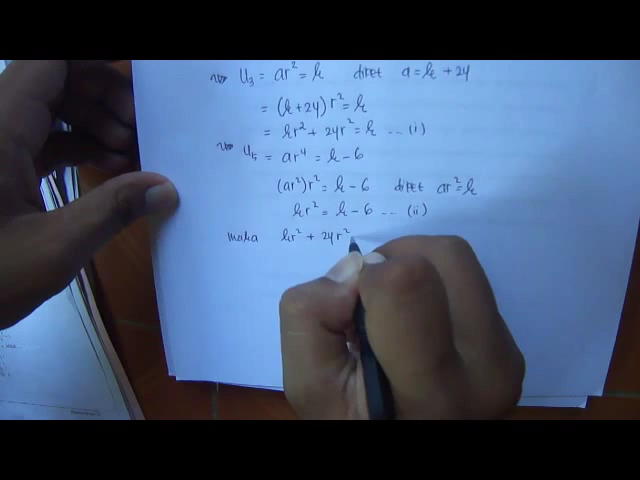 U₃ = ar² = k diket a = k + 24
= (k + 24) r² = k
= kr² + 24r² = k ... (i)
U₅ = ar⁴ = k - 6
(ar²) r² = k - 6 diket ar² = k
kr² = k - 6 ... (ii)
maka kr² + 24r²